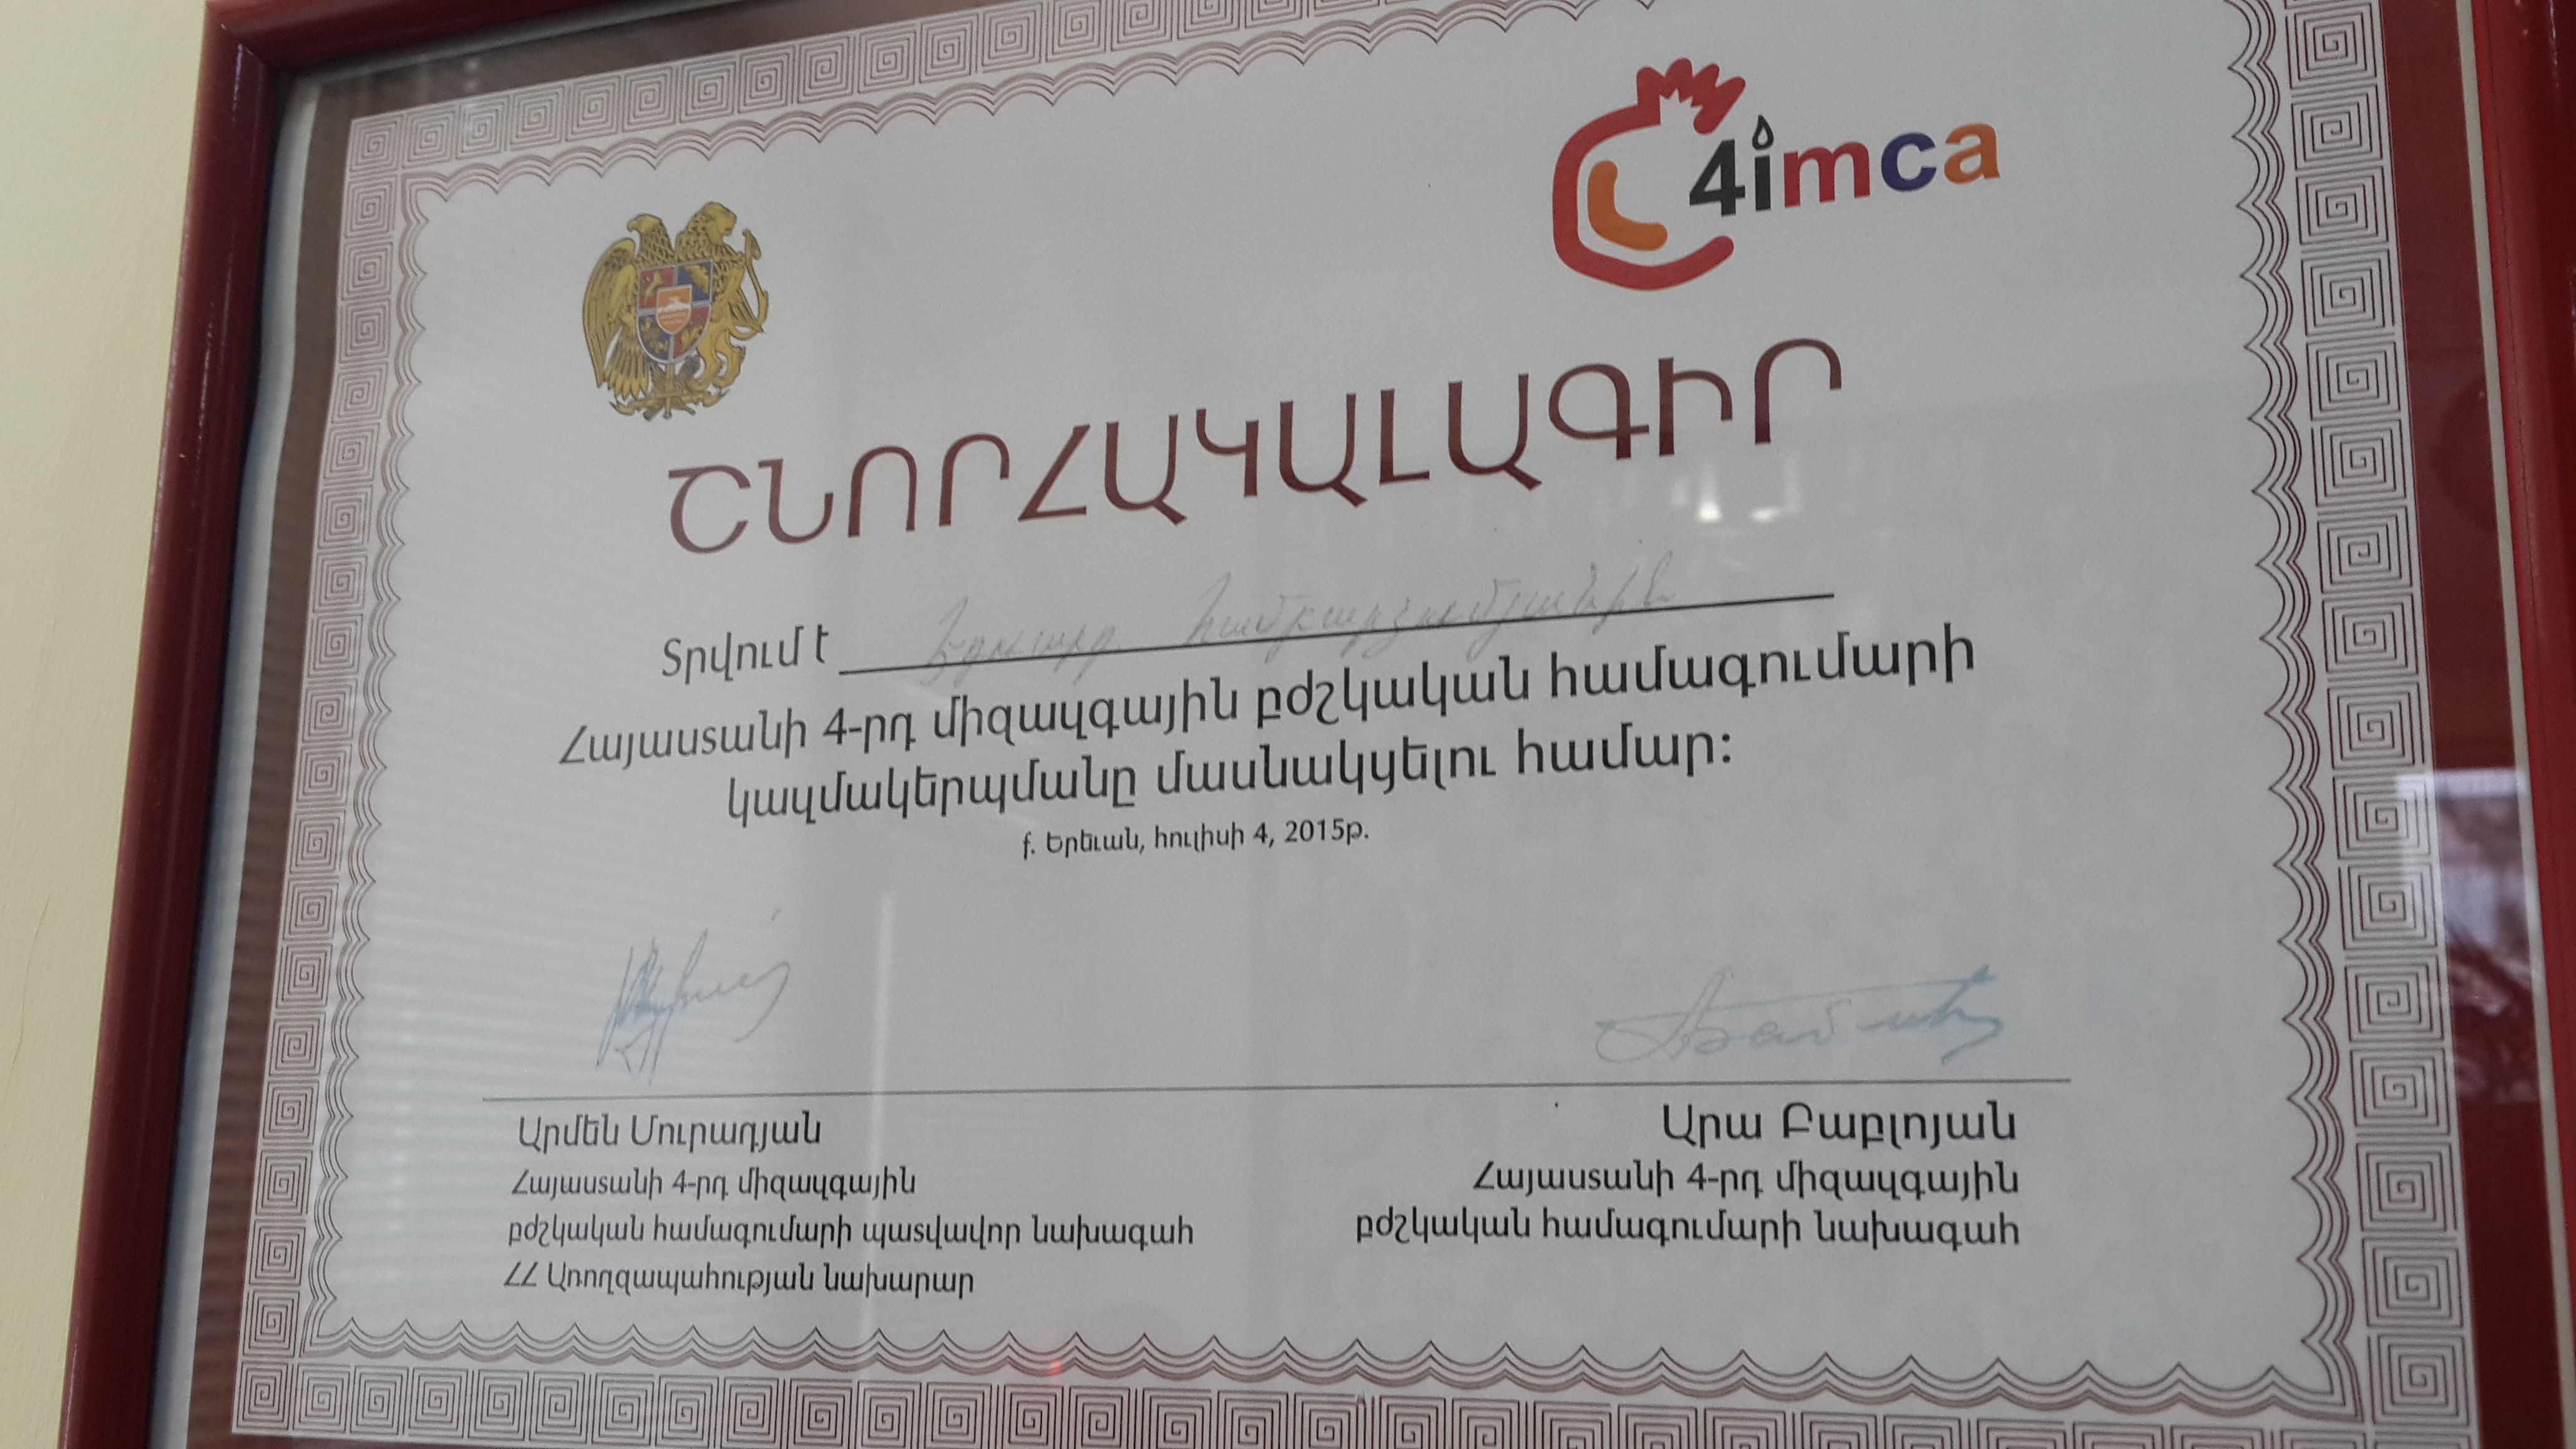 4imca
ՇՆՈՐՀԱԿԱԼԱԳԻՐ
Տրվում է
Հայաստանի 4-րդ միջազգային բժշկական համագումարի
կազմակերպմանը մասնակցելու համար:
ք. Երեւան, հուլիսի 4, 2015թ.
Արմեն Մուրադյան
Հայաստանի 4-րդ միջազգային
բժշկական համագումարի պատվավոր նախագահ
ՀՀ Առողջապահության նախարար
Արա Բաբլոյան
Հայաստանի 4-րդ միջազգային
բժշկական համագումարի նախագահ